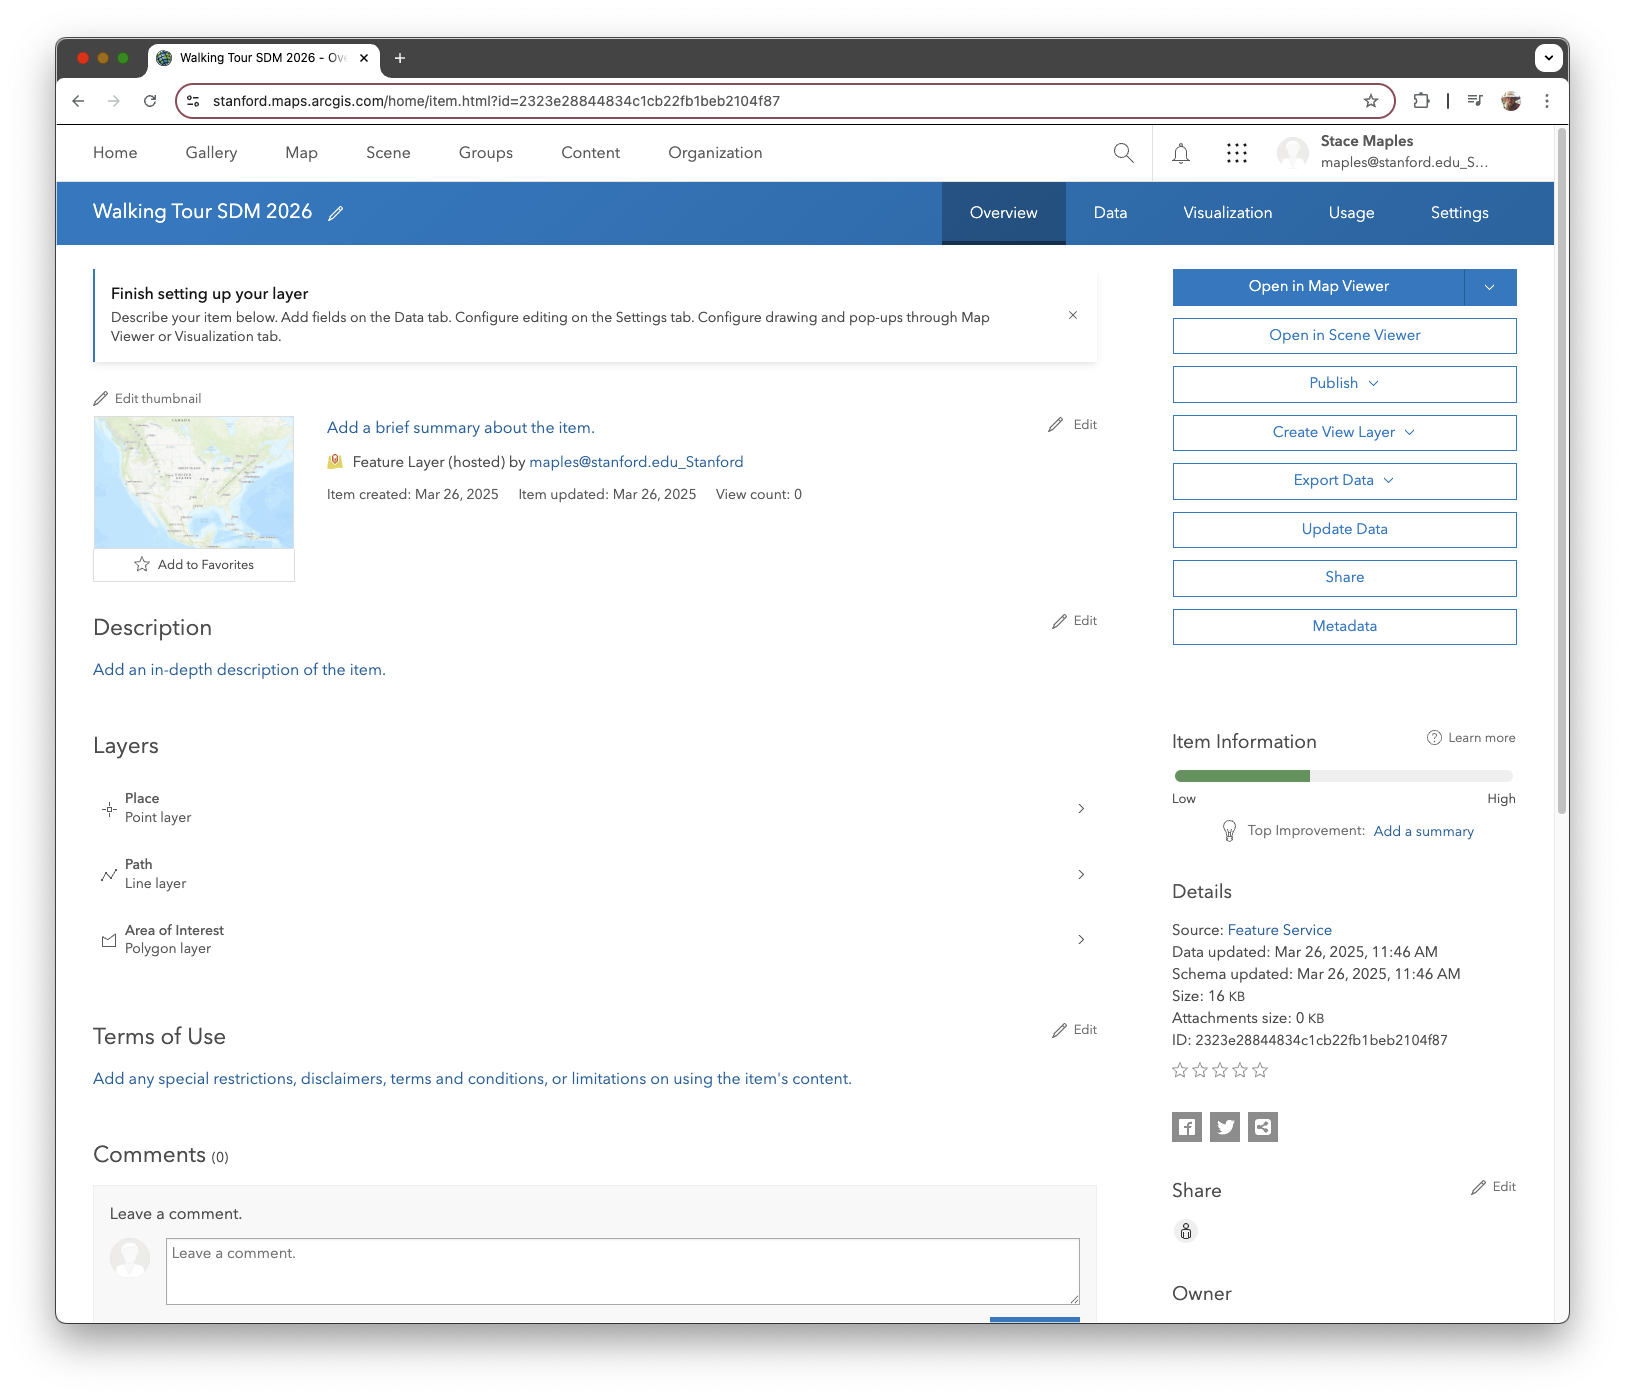 Walking Tour SDM 2026 - Ov
stanford.maps.arcgis.com/home/item.html?id=2323e28844834c1cb22fb1beb2104f87
Home Gallery Map Scene Groups Content Organization
Stace Maples
maples@stanford.edu_S...
Walking Tour SDM 2026
Overview Data Visualization Usage Settings
Finish setting up your layer
Describe your item below. Add fields on the Data tab. Configure editing on the Settings tab. Configure drawing and pop-ups through Map
Viewer or Visualization tab.
Edit thumbnail
Add to Favorites
Add a brief summary about the item.
Edit
Feature Layer (hosted) by maples@stanford.edu_Stanford
Item created: Mar 26, 2025 Item updated: Mar 26, 2025 View count: 0
Description
Edit
Add an in-depth description of the item.
Layers
Place
Point layer
Path
Line layer
Area of Interest
Polygon layer
Terms of Use
Edit
Add any special restrictions, disclaimers, terms and conditions, or limitations on using the item's content.
Comments (0)
Leave a comment.
Leave a comment.
Open in Map Viewer
Open in Scene Viewer
Publish
Create View Layer
Export Data
Update Data
Share
Metadata
Item Information
Learn more
Low High
Top Improvement: Add a summary
Details
Source: Feature Service
Data updated: Mar 26, 2025, 11:46 AM
Schema updated: Mar 26, 2025, 11:46 AM
Size: 16 KB
Attachments size: 0 KB
ID: 2323e28844834c1cb22fb1beb2104f87
Share
Edit
Owner